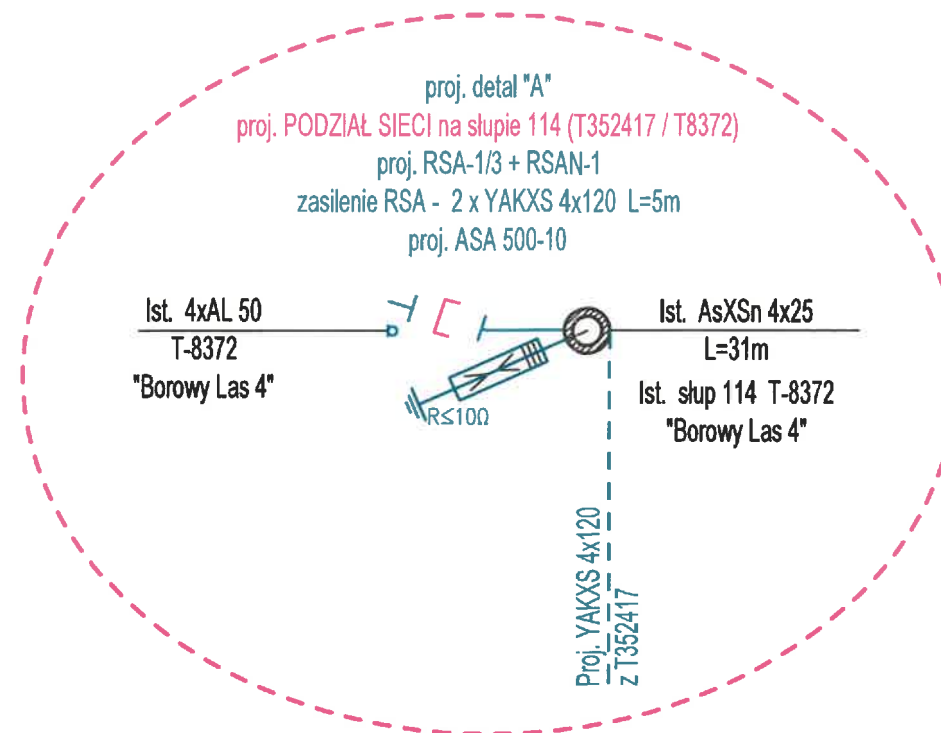 proj. detal "A"
proj. PODZIAŁ SIECI na słupie 114 (T352417 / T8372)
proj. RSA-1/3 + RSAN-1
zasilenie RSA - 2 x YAKXS 4x120 L=5m
proj. ASA 500-10
Ist. 4xAL 50
T-8372
"Borowy Las 4"
R≤10Ω
Ist. AsXSn 4x25
L=31m
Ist. słup 114 T-8372
"Borowy Las 4"
Proj. YAKXS 4x120
z T352417